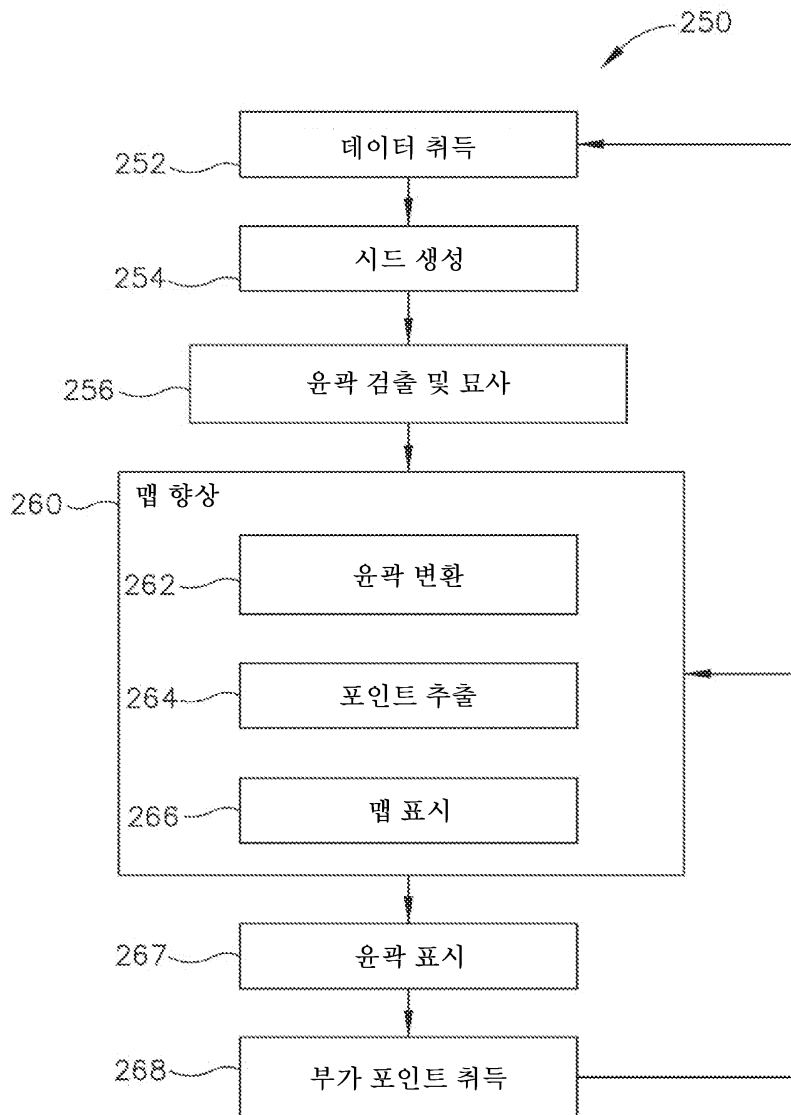 250
데이터 취득
252
시드 생성
254
윤곽 검출 및 묘사
256
맵 향상
260
윤곽 변환
262
포인트 추출
264
맵 표시
266
윤곽 표시
267
부가 포인트 취득
268